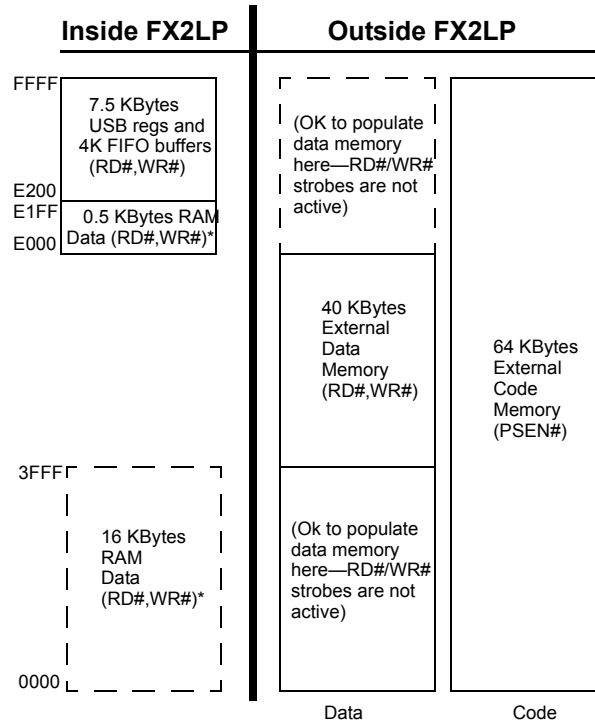 Inside FX2LP
Outside FX2LP
FFFF
7.5 KBytes
USB regs and
4K FIFO buffers
(RD#,WR#)
E200
E1FF
0.5 KBytes RAM
Data (RD#,WR#)*
E000
(OK to populate
data memory
here—RD#/WR#
strobes are not
active)
40 KBytes
External
Data
Memory
(RD#,WR#)
64 KBytes
External
Code
Memory
(PSEN#)
3FFF
16 KBytes
RAM
Data
(RD#,WR#)*
(Ok to populate
data memory
here—RD#/WR#
strobes are not
active)
0000
Data
Code